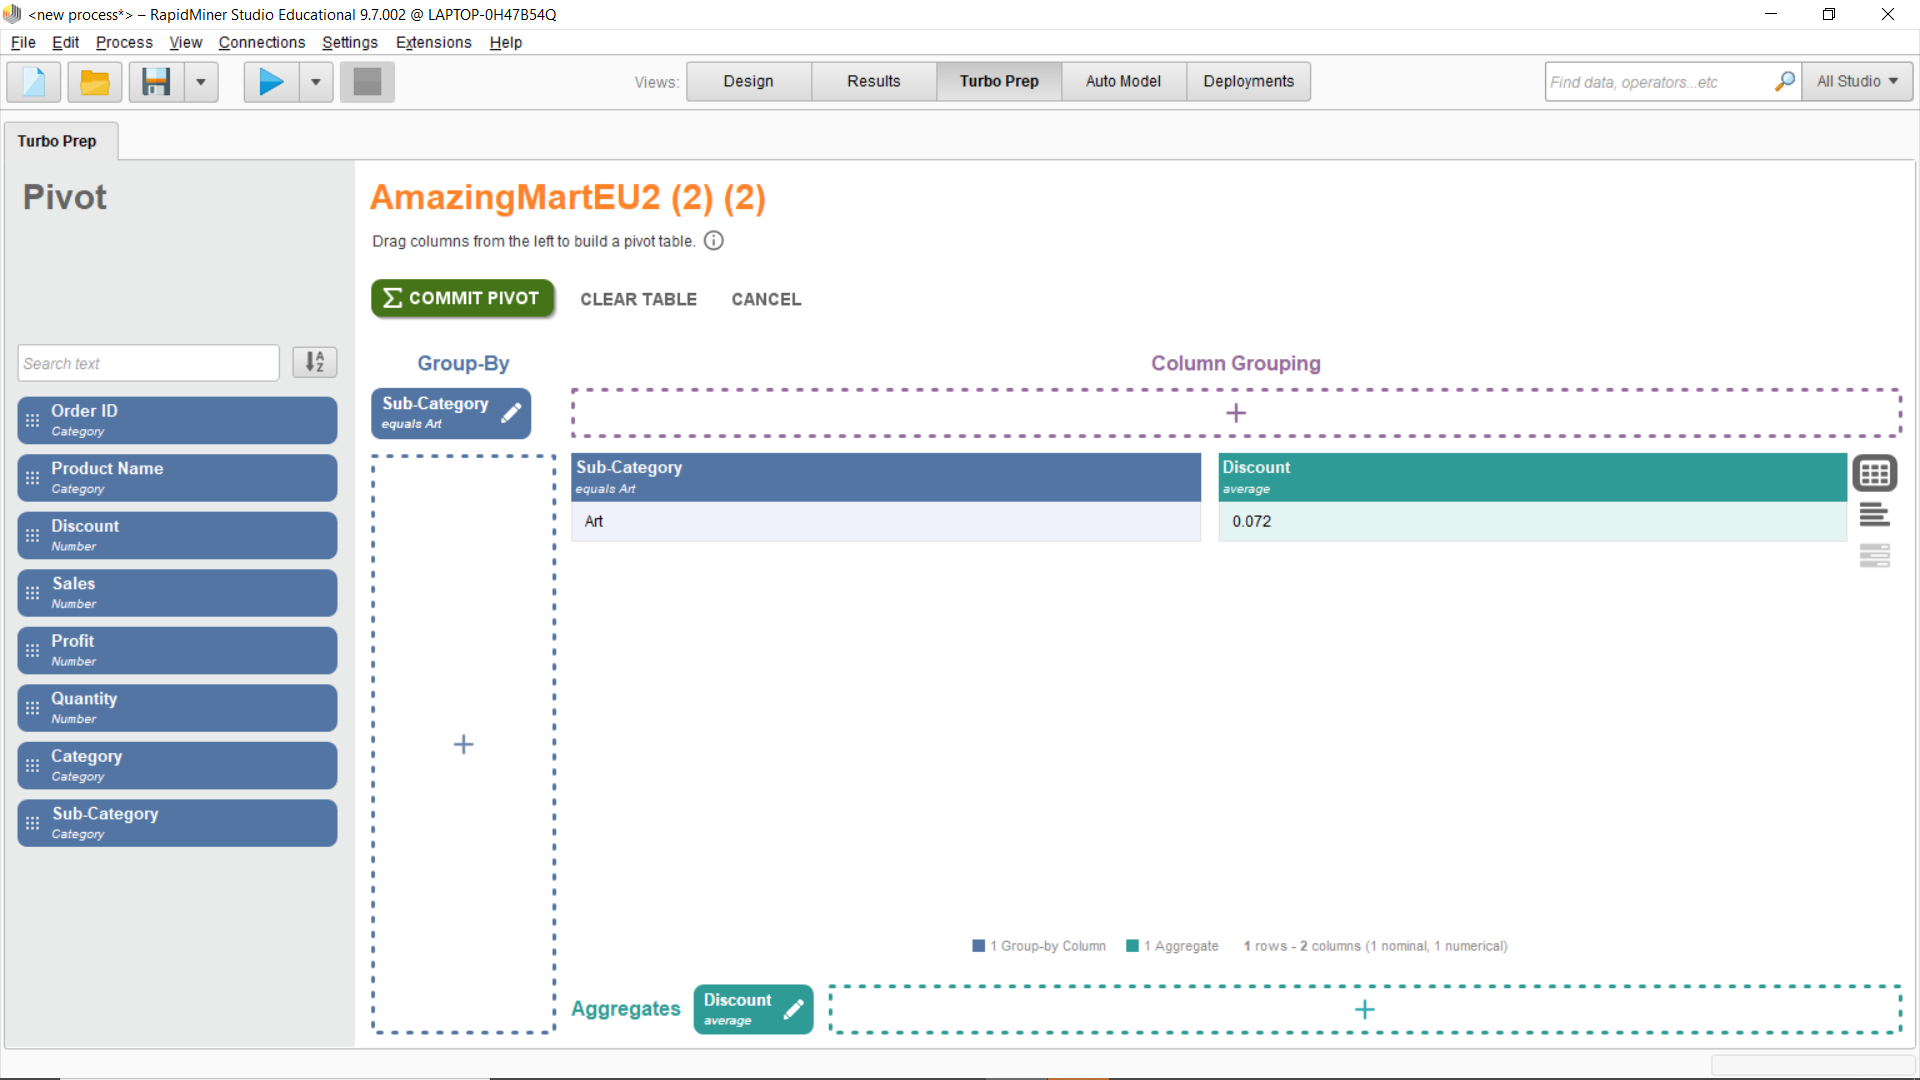 <new process*> – RapidMiner Studio Educational 9.7.002 @ LAPTOP-0H47B54Q
File Edit Process View Connections Settings Extensions Help
Views: Design Results Turbo Prep Auto Model Deployments Find data, operators...etc All Studio
Turbo Prep
Pivot
AmazingMartEU2 (2) (2)
Drag columns from the left to build a pivot table.
COMMIT PIVOT CLEAR TABLE CANCEL
Search text
Order ID
Category
Product Name
Category
Discount
Number
Sales
Number
Profit
Number
Quantity
Number
Category
Category
Sub-Category
Category
Group-By
Column Grouping
Sub-Category
equals Art
Sub-Category
equals Art
Art
Discount
average
0.072
1 Group-by Column 1 Aggregate 1 rows - 2 columns (1 nominal, 1 numerical)
Aggregates
Discount
average